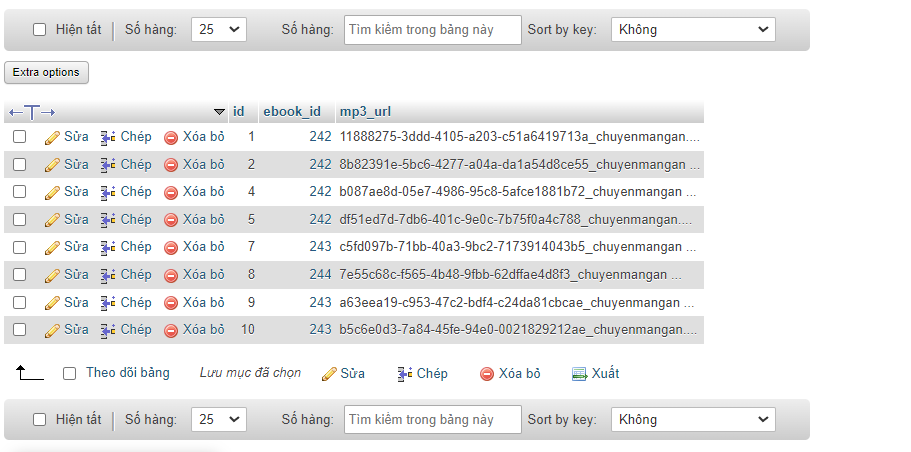 Hiện tất Số hàng: 25 Số hàng: Tìm kiếm trong bảng này Sort by key: Không
Extra options
←T→ id ebook_id mp3_url
Sửa Chép Xóa bỏ 1 242 11888275-3ddd-4105-a203-c51a6419713a_chuyenmangan....
Sửa Chép Xóa bỏ 2 242 8b82391e-5bc6-4277-a04a-da1a54d8ce55_chuyenmangan ...
Sửa Chép Xóa bỏ 4 242 b087ae8d-05e7-4986-95c8-5afce1881b72_chuyenmangan ...
Sửa Chép Xóa bỏ 5 242 df51ed7d-7db6-401c-9e0c-7b75f0a4c788_chuyenmangan....
Sửa Chép Xóa bỏ 7 243 c5fd097b-71bb-40a3-9bc2-7173914043b5_chuyenmangan ...
Sửa Chép Xóa bỏ 8 244 7e55c68c-f565-4b48-9fbb-62dffae4d8f3_chuyenmangan ...
Sửa Chép Xóa bỏ 9 243 a63eea19-c953-47c2-bdf4-c24da81cbcae_chuyenmangan ...
Sửa Chép Xóa bỏ 10 243 b5c6e0d3-7a84-45fe-94e0-0021829212ae_chuyenmangan....
Theo dõi bảng Lưu mục đã chọn Sửa Chép Xóa bỏ Xuất
Hiện tất Số hàng: 25 Số hàng: Tìm kiếm trong bảng này Sort by key: Không